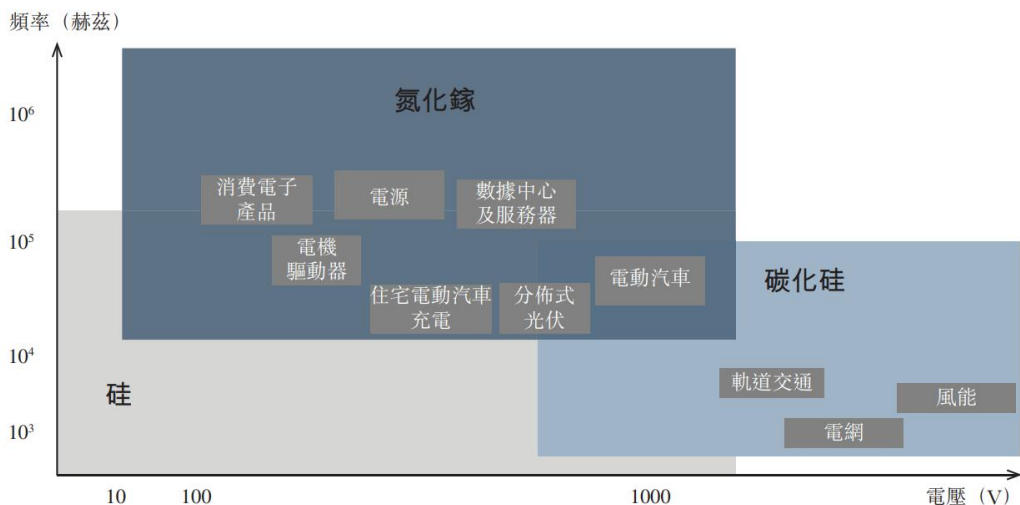 頻率（赫茲）
氮化鎵
10⁶
消費電子
產品
電源
數據中心
及服務器
10⁵
電機
驅動器
電動汽車
碳化硅
住宅電動汽車
充電
分佈式
光伏
10⁴
硅
軌道交通
風能
10³
電網
10
100
1000
電壓（V）